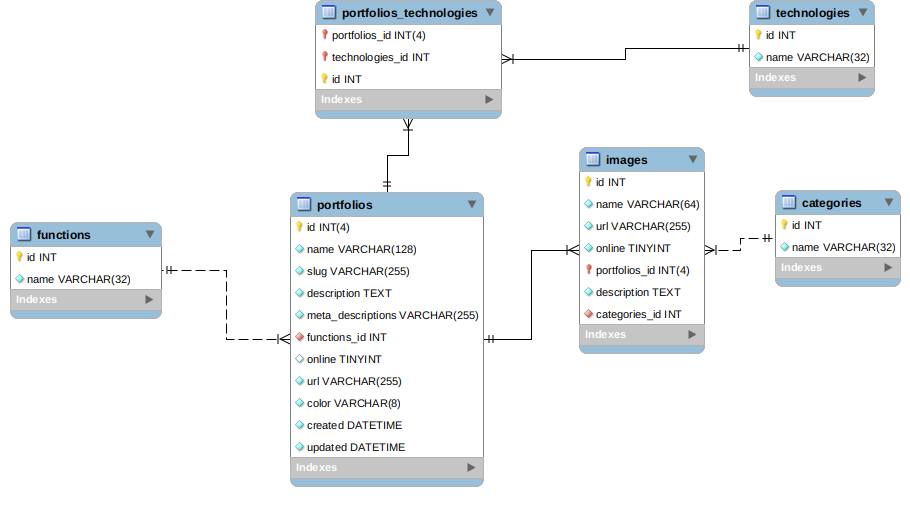 portfolios_technologies
portfolios_id INT(4)
technologies_id INT
id INT
Indexes
technologies
id INT
name VARCHAR(32)
Indexes
images
id INT
name VARCHAR(64)
url VARCHAR(255)
online TINYINT
portfolios_id INT(4)
description TEXT
categories_id INT
Indexes
categories
id INT
name VARCHAR(32)
Indexes
portfolios
id INT(4)
name VARCHAR(128)
slug VARCHAR(255)
description TEXT
meta_descriptions VARCHAR(255)
functions_id INT
online TINYINT
url VARCHAR(255)
color VARCHAR(8)
created DATETIME
updated DATETIME
Indexes
functions
id INT
name VARCHAR(32)
Indexes